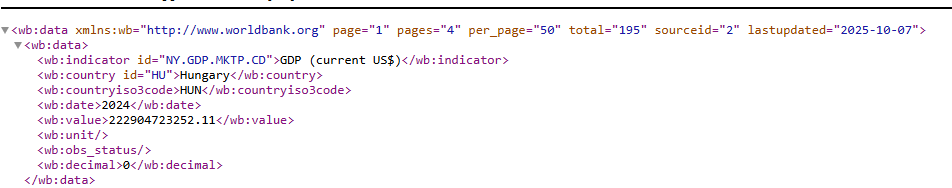 ▼<wb:data xmlns:wb="http://www.worldbank.org" page="1" pages="4" per_page="50" total="195" sourceid="2" lastupdated="2025-10-07">
▼<wb:data>
<wb:indicator id="NY.GDP.MKTP.CD">GDP (current US$)</wb:indicator>
<wb:country id="HU">Hungary</wb:country>
<wb:countryiso3code>HUN</wb:countryiso3code>
<wb:date>2024</wb:date>
<wb:value>222904723252.11</wb:value>
<wb:unit/>
<wb:obs_status/>
<wb:decimal>0</wb:decimal>
</wb:data>